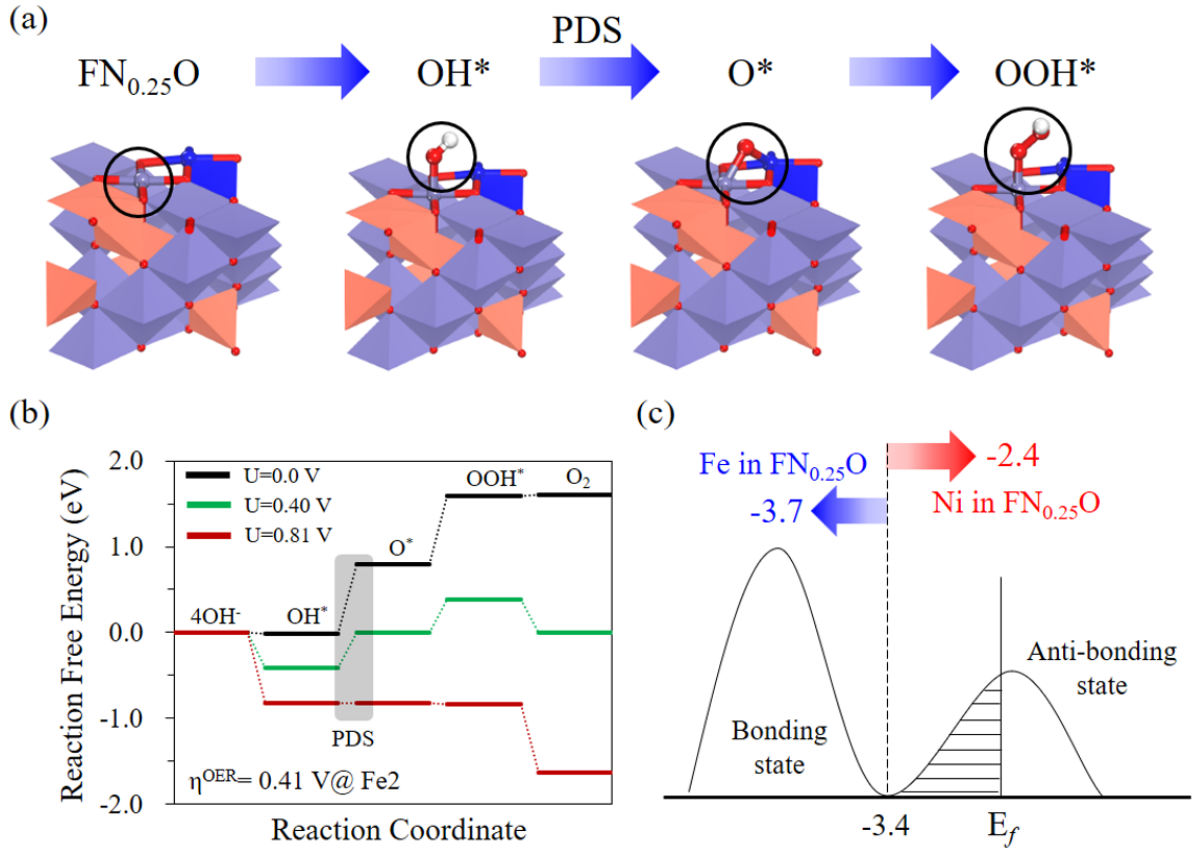 (a)
PDS
FN0.25O OH* O* OOH*
(b)
Reaction Free Energy (eV)
2.0
1.0
0.0
-1.0
-2.0
U=0.0 V
U=0.40 V
U=0.81 V
4OH-
OH*
O*
OOH*
O2
PDS
ηOER= 0.41 V@ Fe2
Reaction Coordinate
(c)
Fe in FN0.25O
-3.7
-2.4
Ni in FN0.25O
Bonding
state
Anti-bonding
state
-3.4
Ef